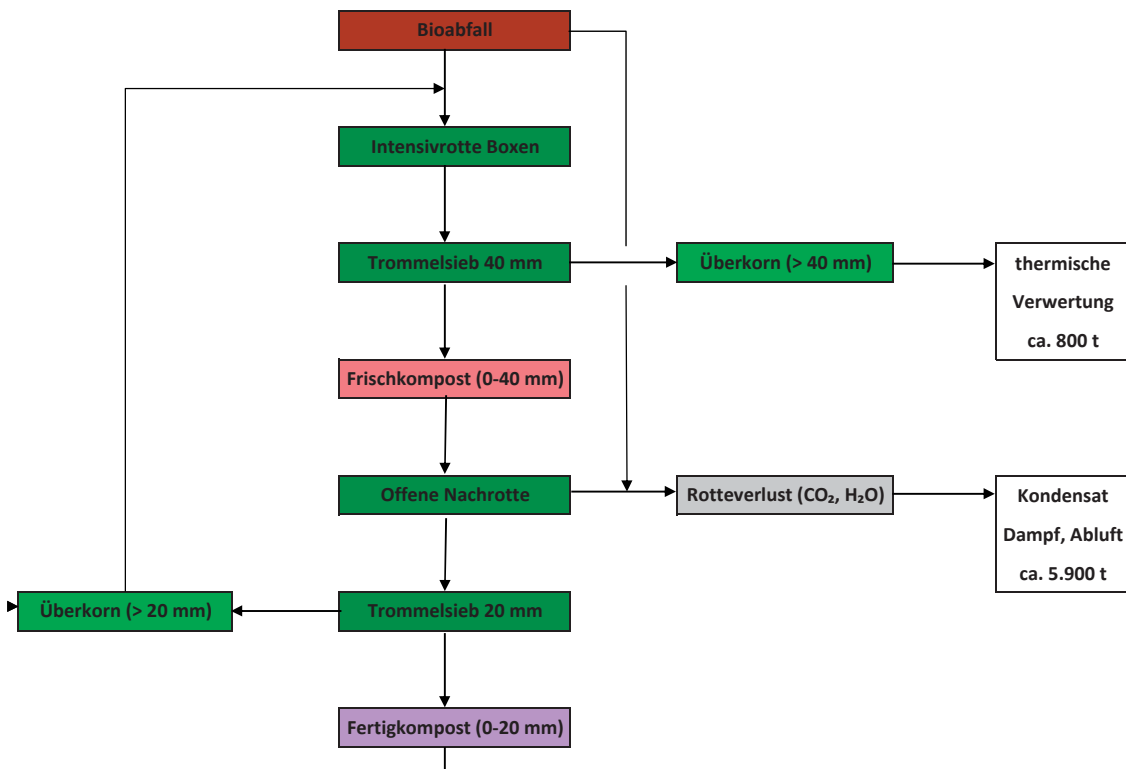 Bioabfall
Intensivrotte Boxen
Trommelsieb 40 mm
Überkorn (> 40 mm)
thermische
Verwertung
ca. 800 t
Frischkompost (0-40 mm)
Offene Nachrotte
Rotteverlust (CO₂, H₂O)
Kondensat
Dampf, Abluft
ca. 5.900 t
Überkorn (> 20 mm)
Trommelsieb 20 mm
Fertigkompost (0-20 mm)